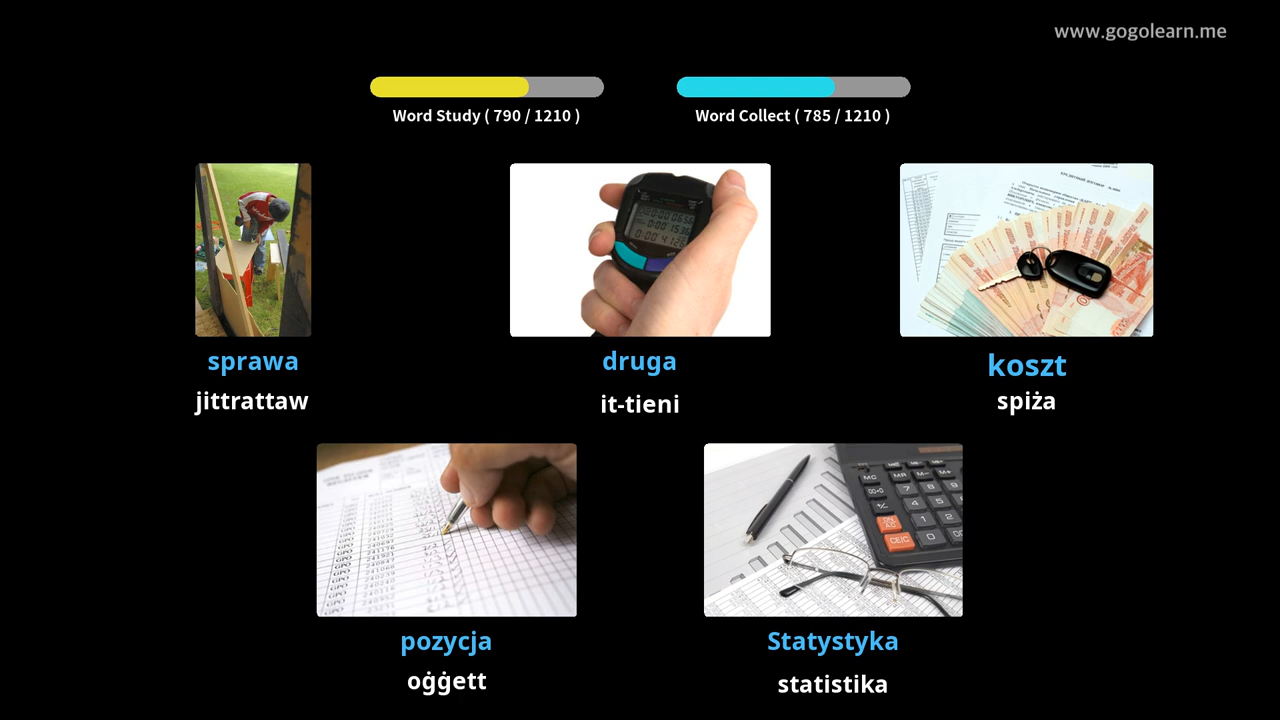 www.gogolearn.me
Word Study ( 790 / 1210 )
Word Collect ( 785 / 1210 )
sprawa
jittrattaw
druga
it-tieni
koszt
spiża
pozycja
oġġett
Statystyka
statistika